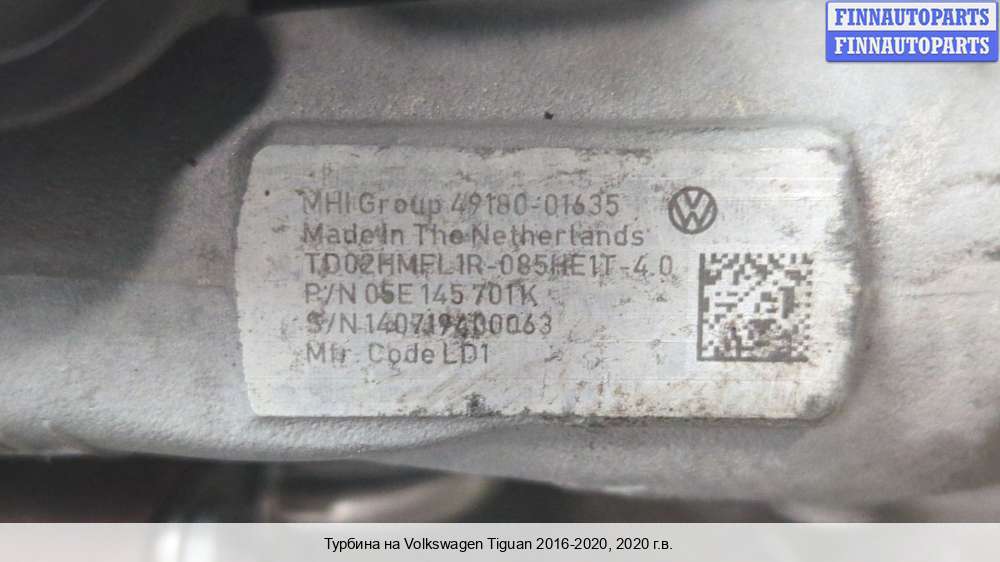 FINNAUTOPARTS
FINNAUTOPARTS
MHI Group 49180-01635
Made In The Netherlands
TD02HMFL1R-085HE1T-4.0
P/N 05E 145 701K
S/N 140719400063
Mfr. Code LD1
Турбина на Volkswagen Tiguan 2016-2020, 2020 г.в.